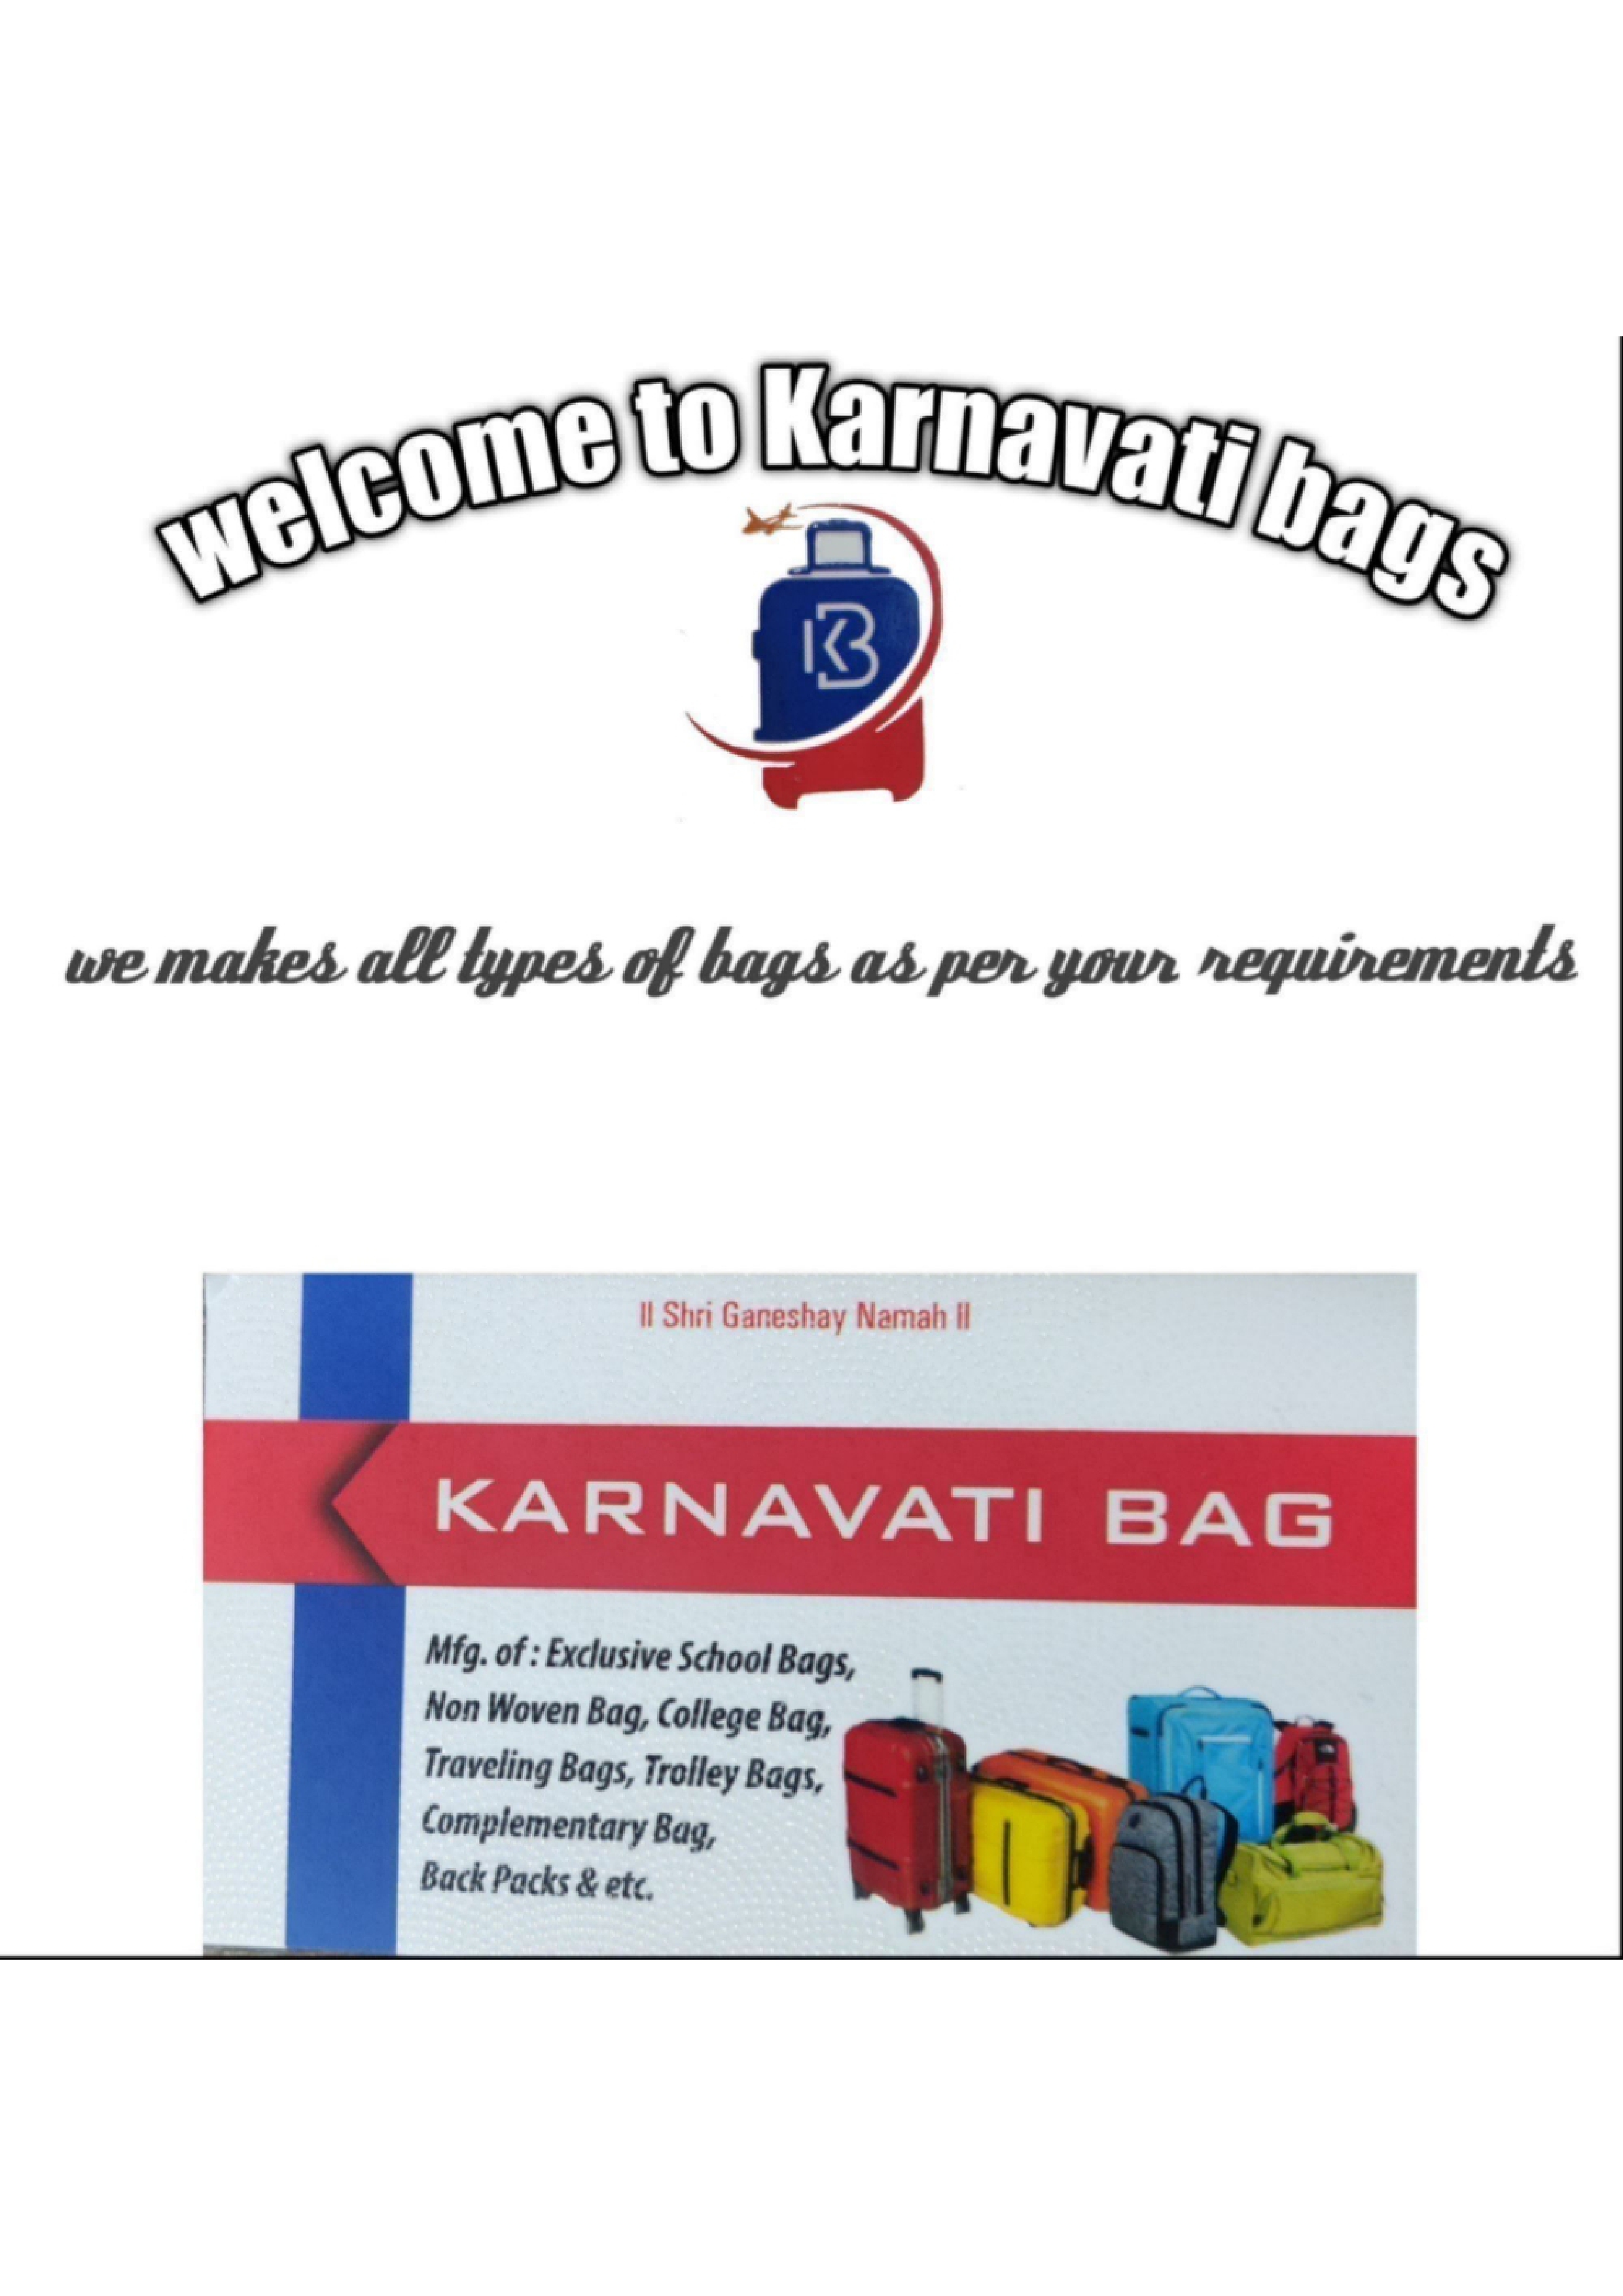 welcome to Karnavati bags
KB
we makes all types of bags as per your requirements
॥ Shri Ganeshay Namah ॥
KARNAVATI BAG
Mfg. of : Exclusive School Bags,
Non Woven Bag, College Bag,
Traveling Bags, Trolley Bags,
Complementary Bag,
Back Packs & etc.